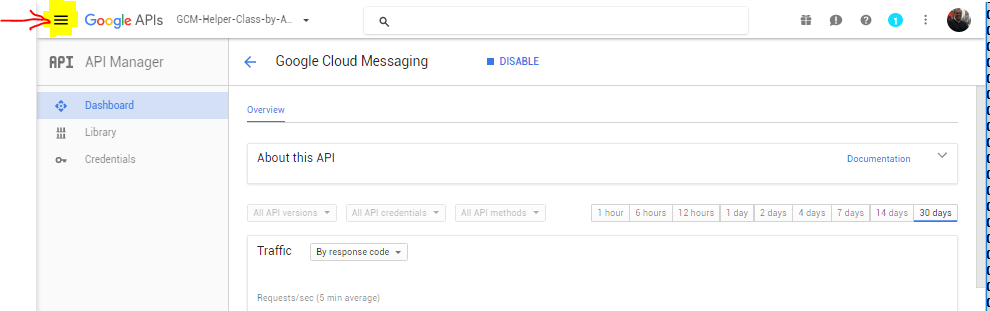 Google APIs GCM-Helper-Class-by-A... 1
API API Manager
Google Cloud Messaging DISABLE
Dashboard
Library
Credentials
Overview
About this API Documentation
All API versions All API credentials All API methods 1 hour 6 hours 12 hours 1 day 2 days 4 days 7 days 14 days 30 days
Traffic By response code
Requests/sec (5 min average)